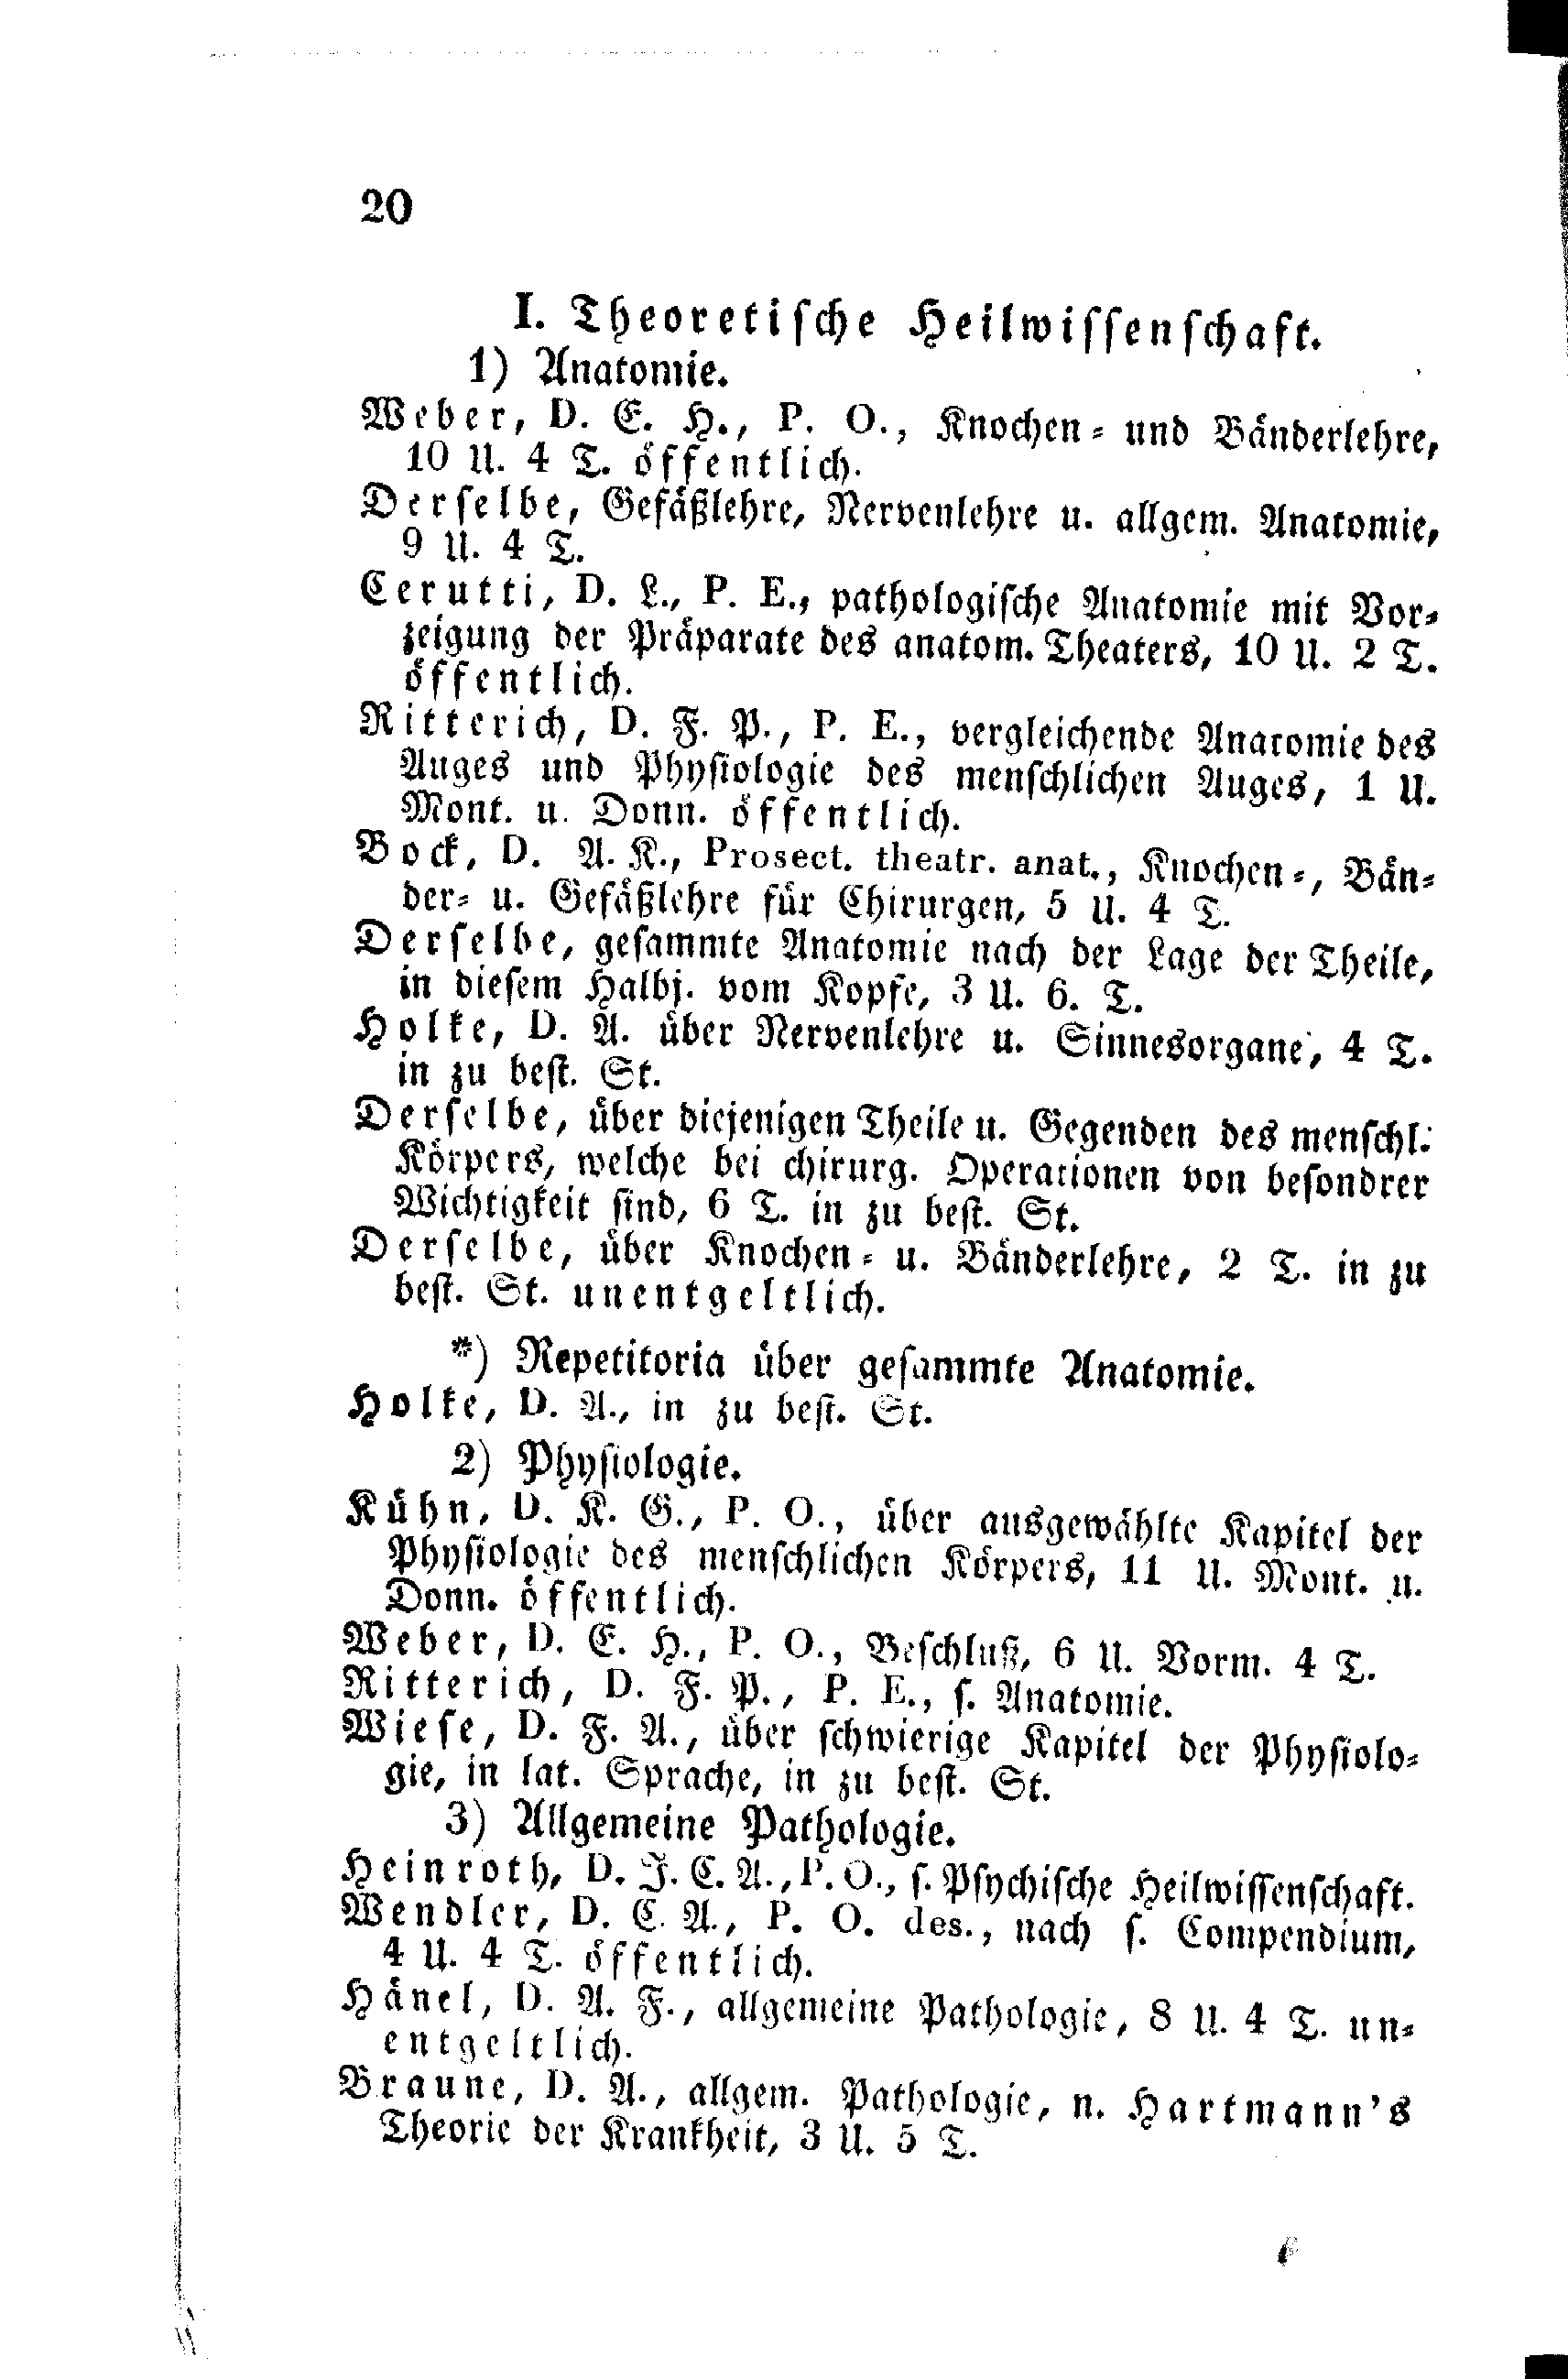 20
I. Theoretische Heilwissenschaft.
1) Anatomie.
Weber, D. E. H., P. O., Knochen- und Bänderlehre,
10 U. 4 T. öffentlich.
Derselbe, Gefäßlehre, Nervenlehre u. allgem. Anatomie,
9 U. 4 T.
Cerutti, D. L., P. E., pathologische Anatomie mit Vor-
zeigung der Präparate des anatom. Theaters, 10 U. 2 T.
öffentlich.
Ritterich, D. F. P., P. E., vergleichende Anatomie des
Auges und Physiologie des menschlichen Auges, 1 U.
Mont. u. Donn. öffentlich.
Bock, D. A. K., Prosect. theatr. anat., Knochen-, Bän-
der- u. Gefäßlehre für Chirurgen, 5 U. 4 T.
Derselbe, gesammte Anatomie nach der Lage der Theile,
in diesem Halbj. vom Kopfe, 3 U. 6. T.
Holke, D. A. über Nervenlehre u. Sinnesorgane, 4 T.
in zu best. St.
Derselbe, über diejenigen Theile u. Gegenden des menschl.
Körpers, welche bei chirurg. Operationen von besondrer
Wichtigkeit sind, 6 T. in zu best. St.
Derselbe, über Knochen- u. Bänderlehre, 2 T. in zu
best. St. unentgeltlich.
*) Repetitoria über gesammte Anatomie.
Holke, D. A., in zu best. St.
2) Physiologie.
Kühn, D. K. G., P. O., über ausgewählte Kapitel der
Physiologie des menschlichen Körpers, 11 U. Mont. u.
Donn. öffentlich.
Weber, D. E. H., P. O., Beschluß, 6 U. Vorm. 4 T.
Ritterich, D. F. P., P. E., s. Anatomie.
Wiese, D. F. A., über schwierige Kapitel der Physiolo-
gie, in lat. Sprache, in zu best. St.
3) Allgemeine Pathologie.
Heinroth, D. J. C. A., P. O., s. Psychische Heilwissenschaft.
Wendler, D. C. A., P. O. des., nach s. Compendium,
4 U. 4 T. öffentlich.
Hänel, D. A. F., allgemeine Pathologie, 8 U. 4 T. un-
entgeltlich.
Braune, D. A., allgem. Pathologie, n. Hartmann's
Theorie der Krankheit, 3 U. 5 T.